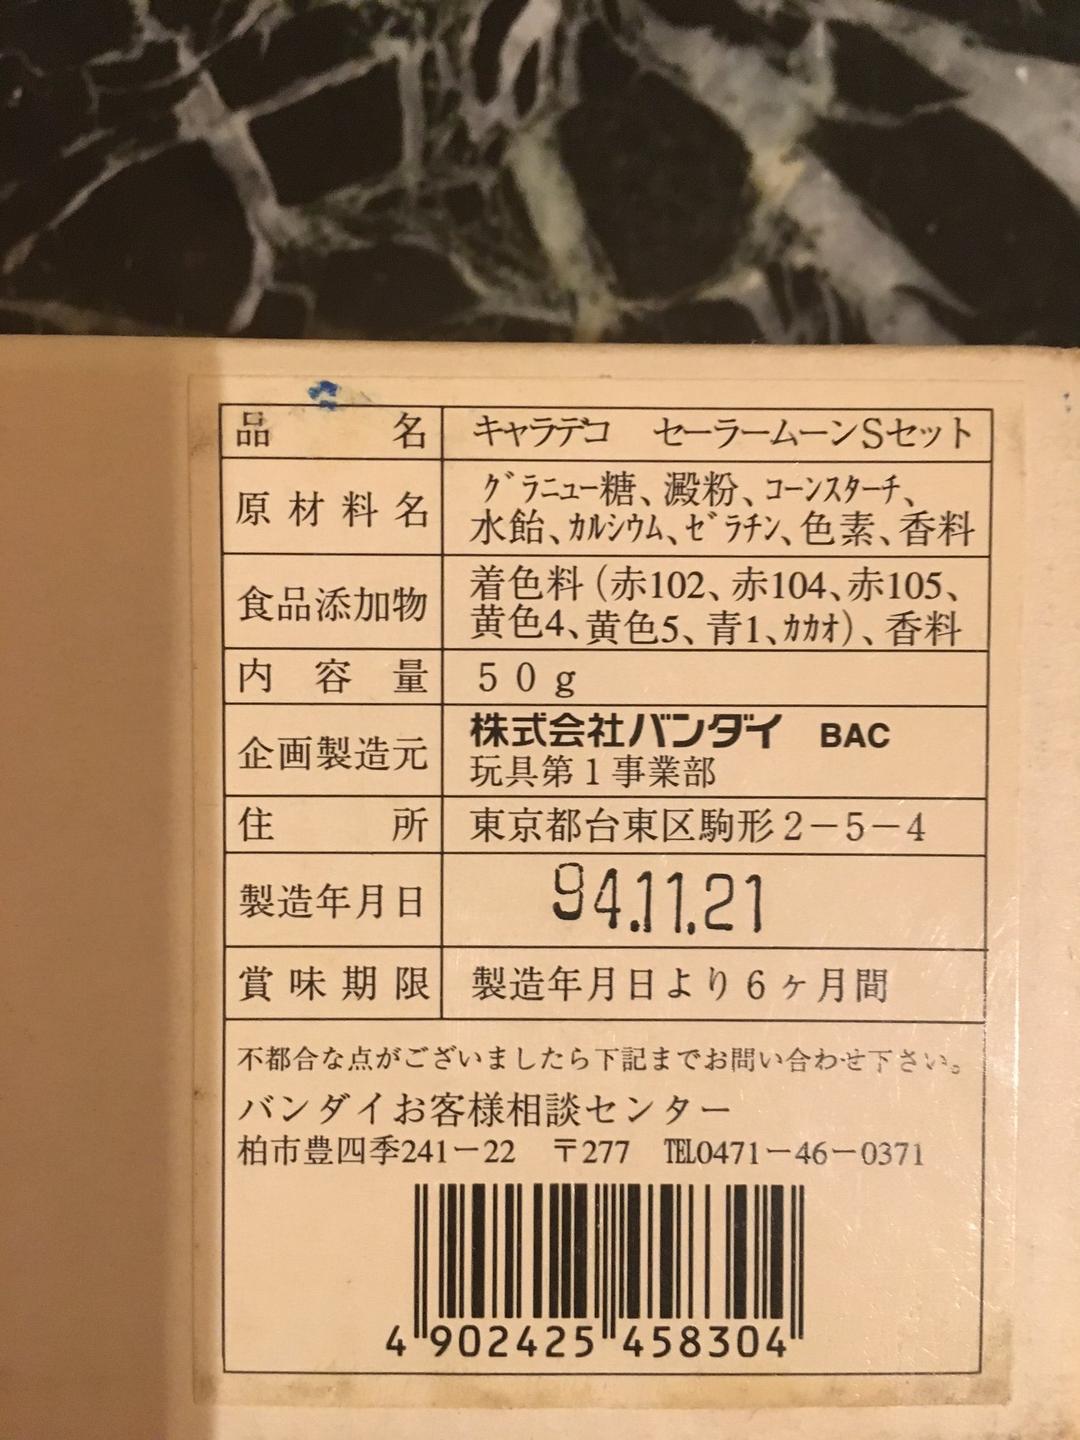 品名 キャラデコ セーラームーンSセット
原材料名 グラニュー糖、澱粉、コーンスターチ、
水飴、カルシウム、ゼラチン、色素、香料
食品添加物 着色料（赤102、赤104、赤105、
黄色4、黄色5、青1、カカオ）、香料
内容量 50g
企画製造元 株式会社バンダイ BAC
玩具第1事業部
住所 東京都台東区駒形2－5－4
製造年月日 94.11.21
賞味期限 製造年月日より6ヶ月間
不都合な点がございましたら下記までお問い合わせ下さい。
バンダイお客様相談センター
柏市豊四季241－22 〒277 TEL0471－46－0371
4 902425 458304